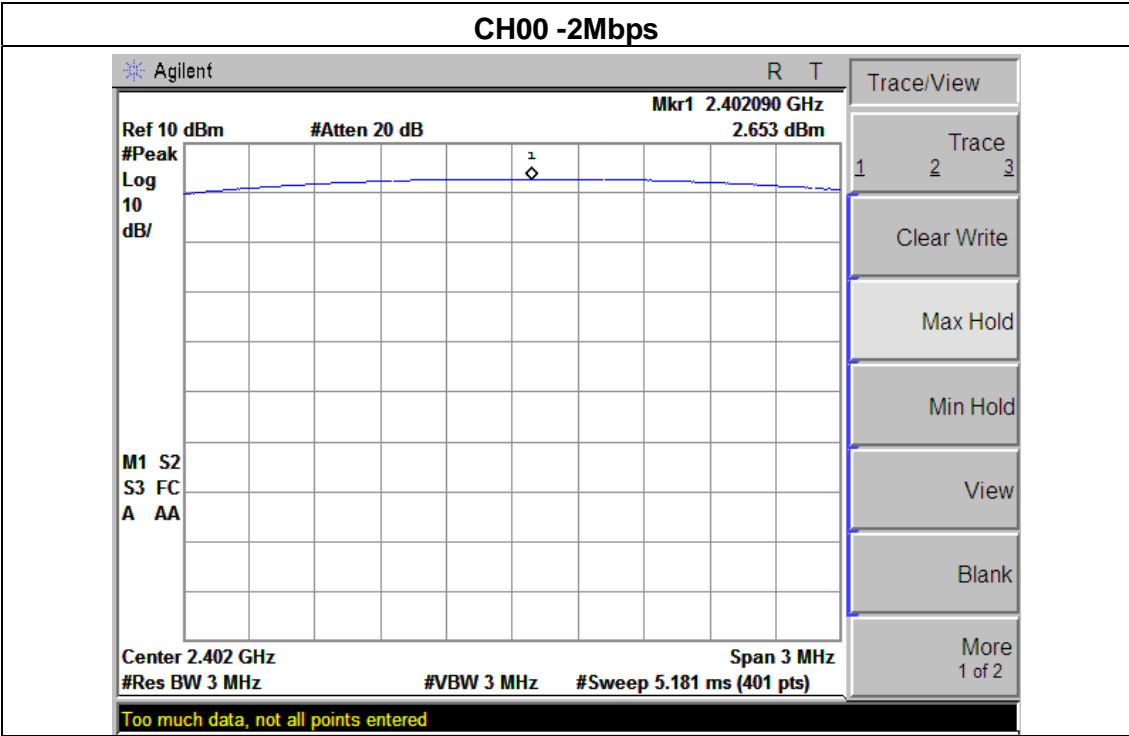 CH00 -2Mbps
Agilent R T
Mkr1 2.402090 GHz
Ref 10 dBm #Atten 20 dB 2.653 dBm
#Peak
Log
10
dB/
1
M1 S2
S3 FC
A AA
Center 2.402 GHz Span 3 MHz
#Res BW 3 MHz #VBW 3 MHz #Sweep 5.181 ms (401 pts)
Too much data, not all points entered
Trace/View
Trace
1 2 3
Clear Write
Max Hold
Min Hold
View
Blank
More
1 of 2